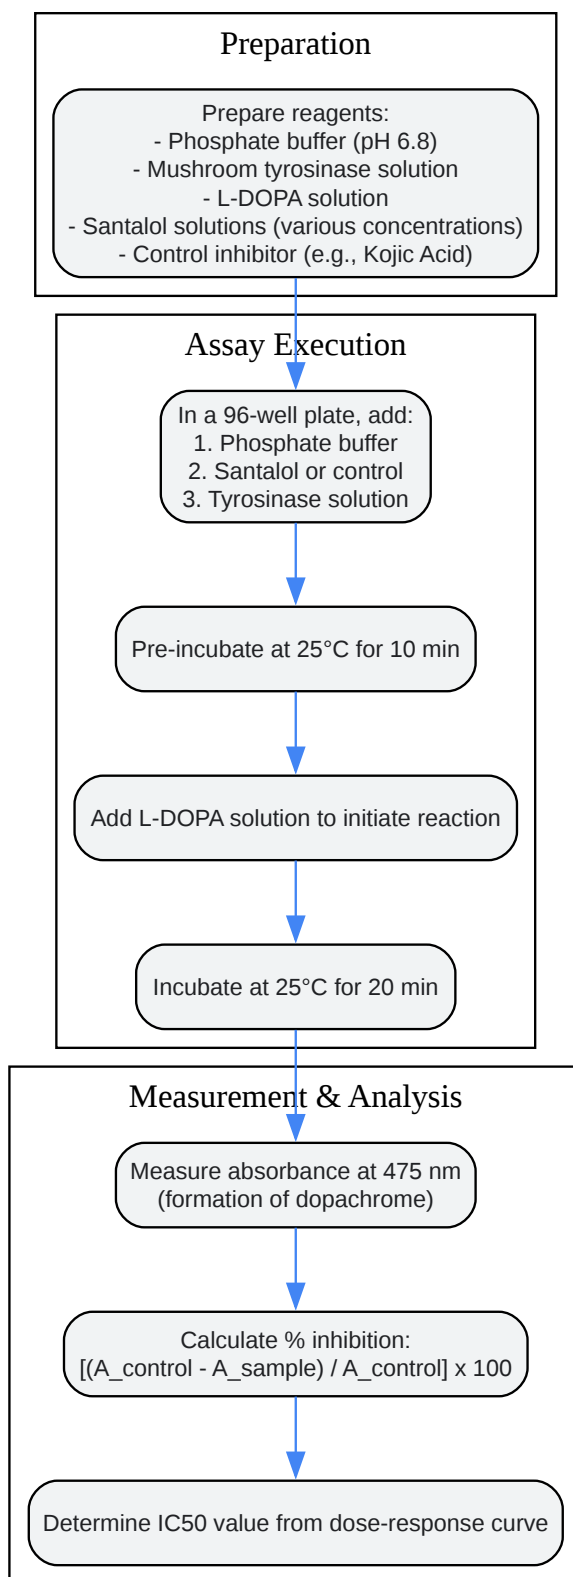 Preparation
Prepare reagents:
- Phosphate buffer (pH 6.8)
- Mushroom tyrosinase solution
- L-DOPA solution
- Santalol solutions (various concentrations)
- Control inhibitor (e.g., Kojic Acid)
Assay Execution
In a 96-well plate, add:
1. Phosphate buffer
2. Santalol or control
3. Tyrosinase solution
Pre-incubate at 25°C for 10 min
Add L-DOPA solution to initiate reaction
Incubate at 25°C for 20 min
Measurement & Analysis
Measure absorbance at 475 nm
(formation of dopachrome)
Calculate % inhibition:
[(A_control - A_sample) / A_control] x 100
Determine IC50 value from dose-response curve